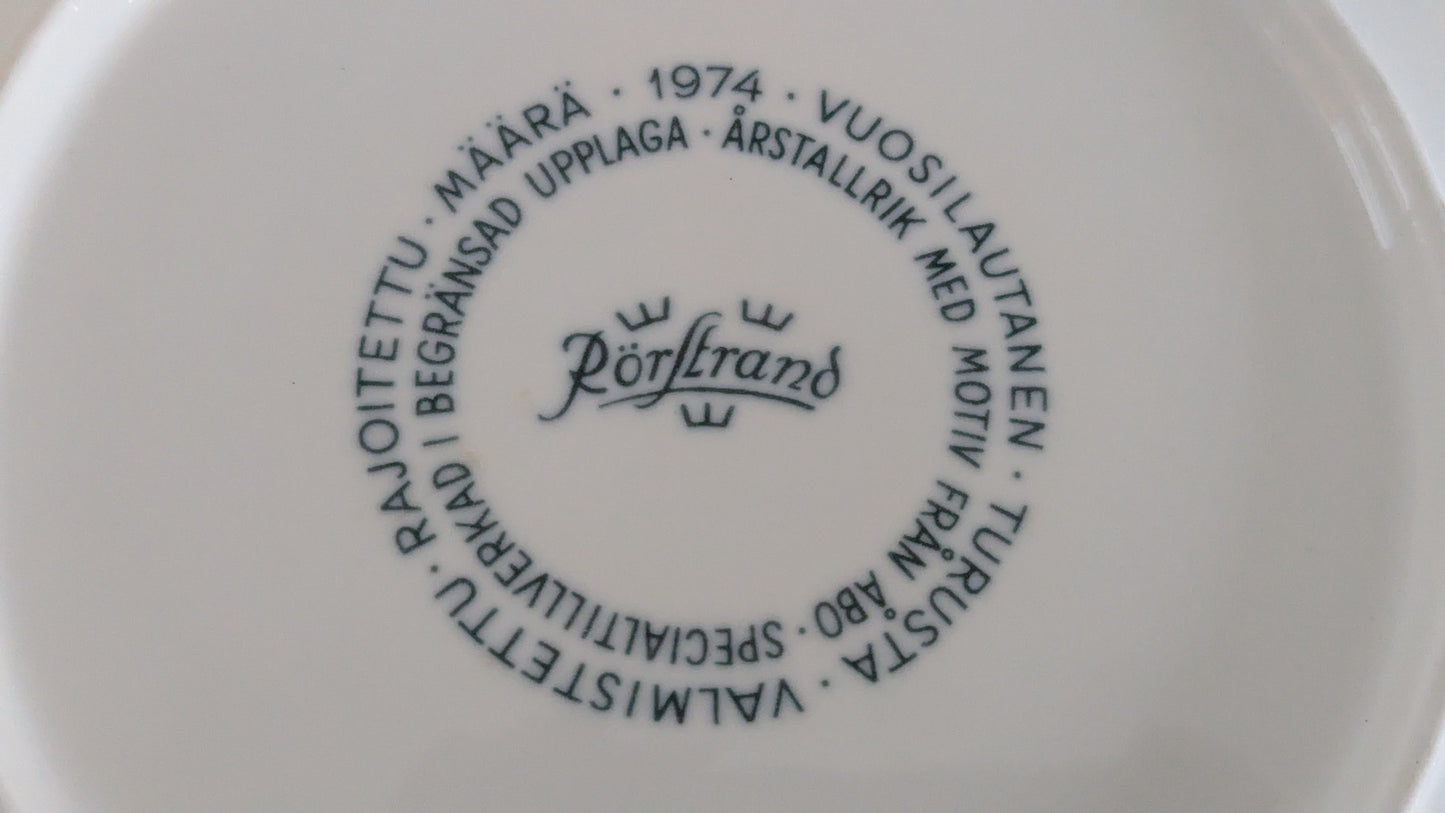 1974 · VUOSILAUTANEN · TURUSTA · VALMISTETTU · RAJOITETTU · MÄÄRÄ ·
ÅRSTALLRIK MED MOTIV FRÅN ÅBO · SPECIALTILLVERKAD I BEGRÄNSAD UPPLAGA ·
Rörstrand